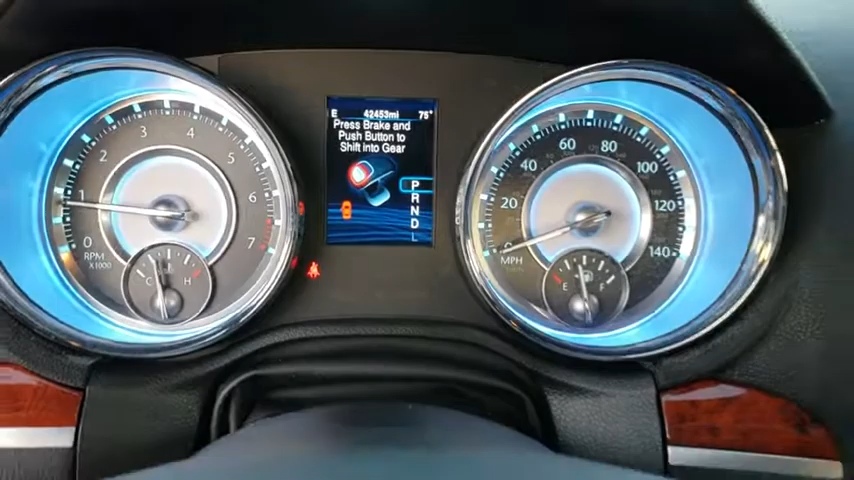 E 42453mi 75°
Press Brake and
Push Button to
Shift into Gear
P
R
N
D
L
0 1 2 3 4 5 6 7
RPM
X1000
C H
20 40 60 80 100 120 140
MPH
E F